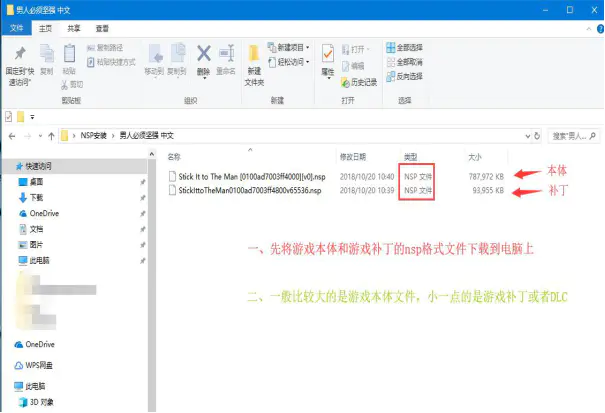 男人必须坚强 中文
文件 主页 共享 查看
固定到"快速访问"
复制
粘贴
复制路径
粘贴快捷方式
剪切
剪贴板
移动到
复制到
删除
重命名
组织
新建文件夹
新建项目
轻松访问
新建
属性
打开
编辑
历史记录
打开
全部选择
全部取消
反向选择
选择
NSP安装 > 男人必须坚强 中文
搜索"男人...
快速访问
桌面
下载
OneDrive
文档
图片
此电脑
OneDrive
WPS网盘
此电脑
3D 对象
名称 修改日期 类型 大小
Stick It to The Man [0100ad7003ff4000][v0].nsp 2018/10/20 10:40 NSP 文件 787,972 KB 本体
StickIttoTheMan0100ad7003ff4800v65536.nsp 2018/10/20 10:39 NSP 文件 93,955 KB 补丁
一、先将游戏本体和游戏补丁的nsp格式文件下载到电脑上
二、一般比较大的是游戏本体文件，小一点的是游戏补丁或者DLC